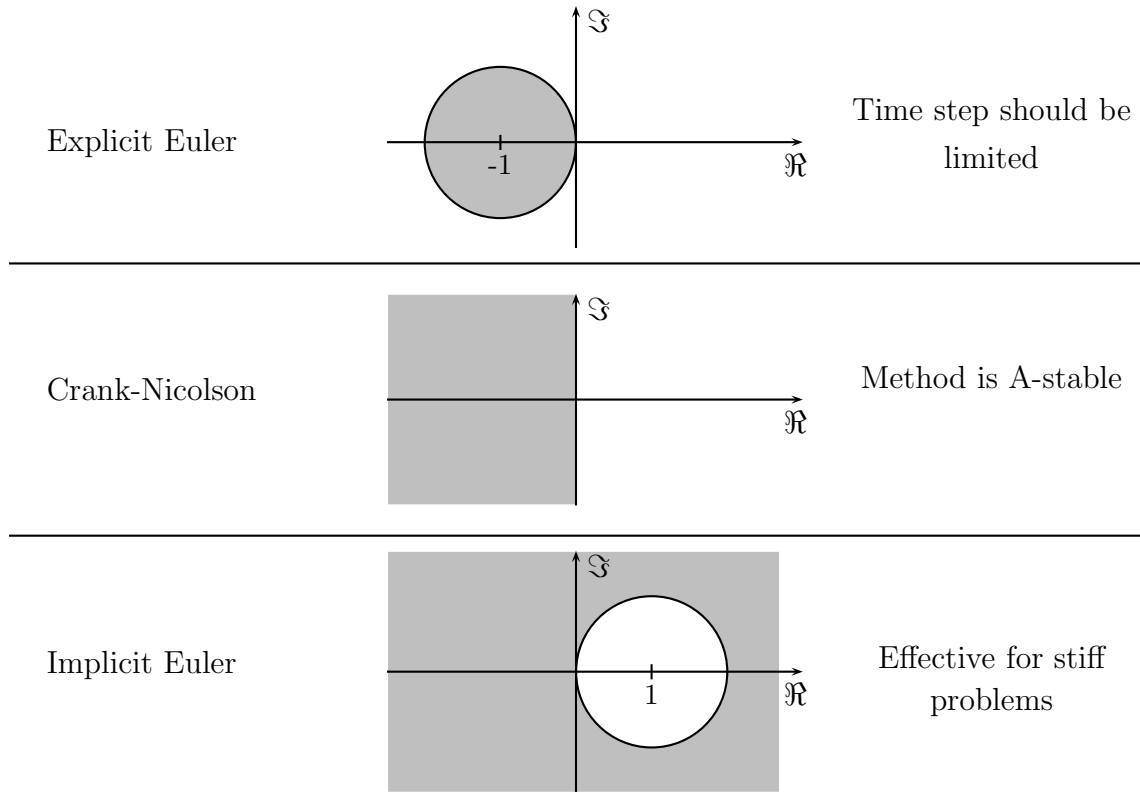 ℑ
Explicit Euler
-1
ℜ
Time step should be
limited
ℑ
Crank-Nicolson
ℜ
Method is A-stable
ℑ
Implicit Euler
1
ℜ
Effective for stiff
problems